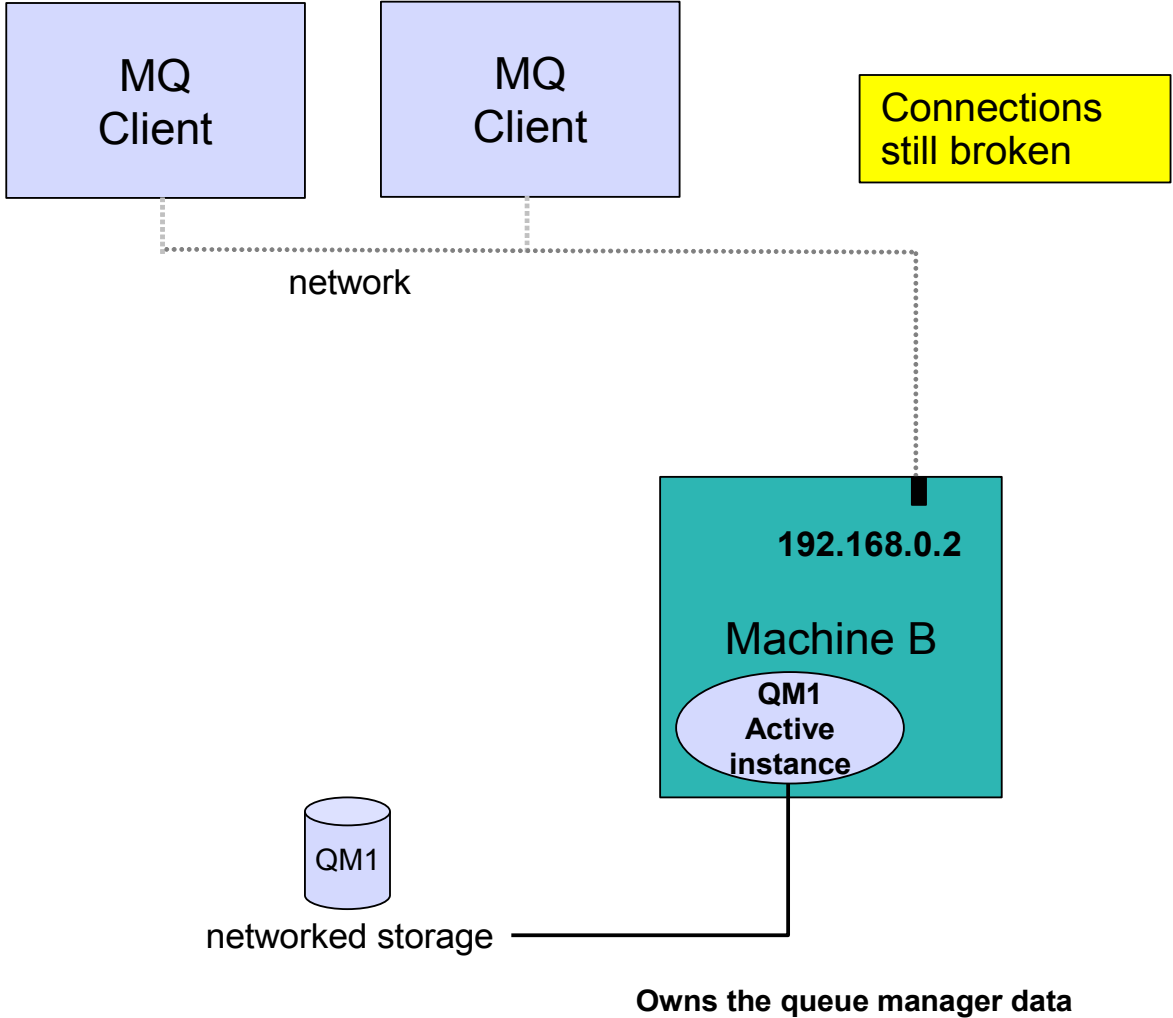 MQ
Client
MQ
Client
Connections
still broken
network
192.168.0.2
Machine B
QM1
Active
instance
QM1
networked storage
Owns the queue manager data